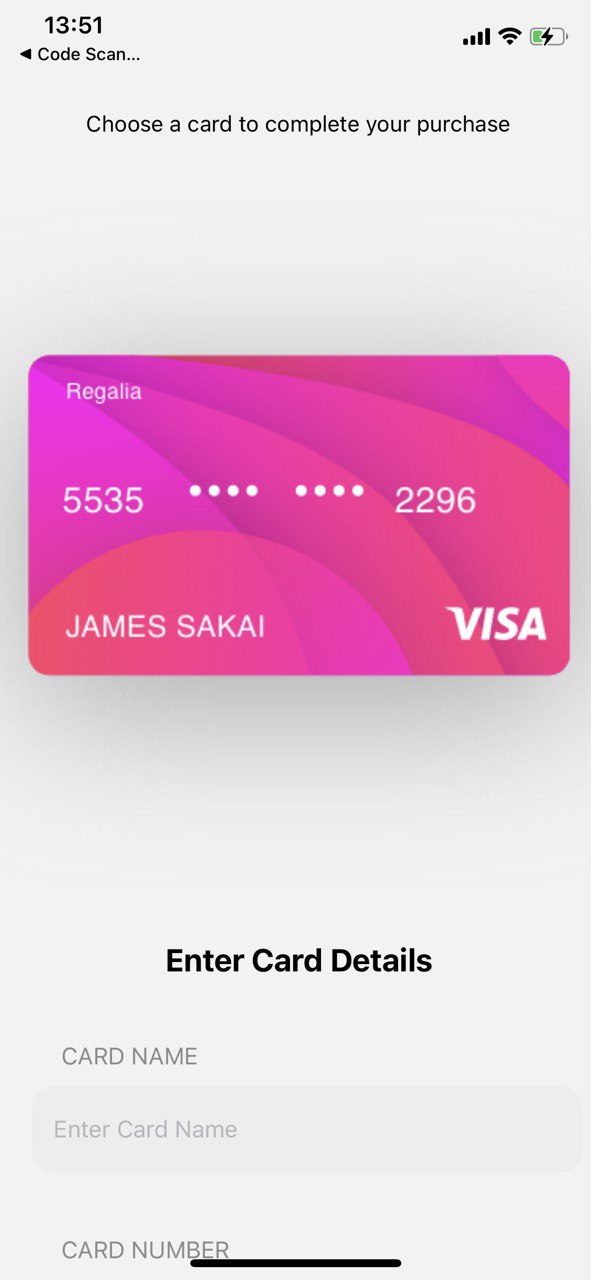 13:51
◀ Code Scan...
Choose a card to complete your purchase
Regalia
5535 •••• •••• 2296
JAMES SAKAI
VISA
Enter Card Details
CARD NAME
Enter Card Name
CARD NUMBER